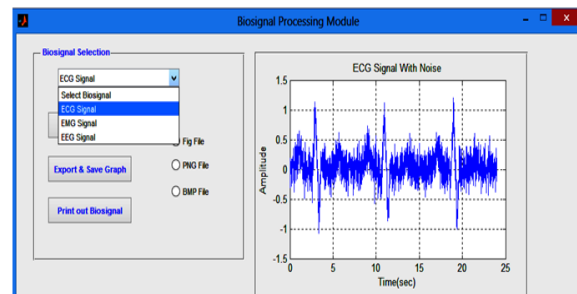 Biosignal Processing Module
Biosignal Selection
ECG Signal
Select Biosignal
ECG Signal
EMG Signal
EEG Signal
Fig File
Export & Save Graph
PNG File
BMP File
Print out Biosignal
ECG Signal With Noise
1.5
1
0.5
0
-0.5
-1
-1.5
Amplitude
0 5 10 15 20 25
Time(sec)